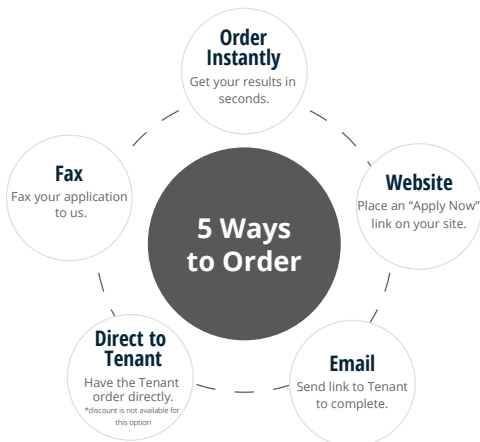 Order
Instantly
Get your results in
seconds.
Website
Place an “Apply Now”
link on your site.
Email
Send link to Tenant
to complete.
Direct to
Tenant
Have the Tenant
order directly.
*discount is not available for
this option
Fax
Fax your application
to us.
5 Ways
to Order